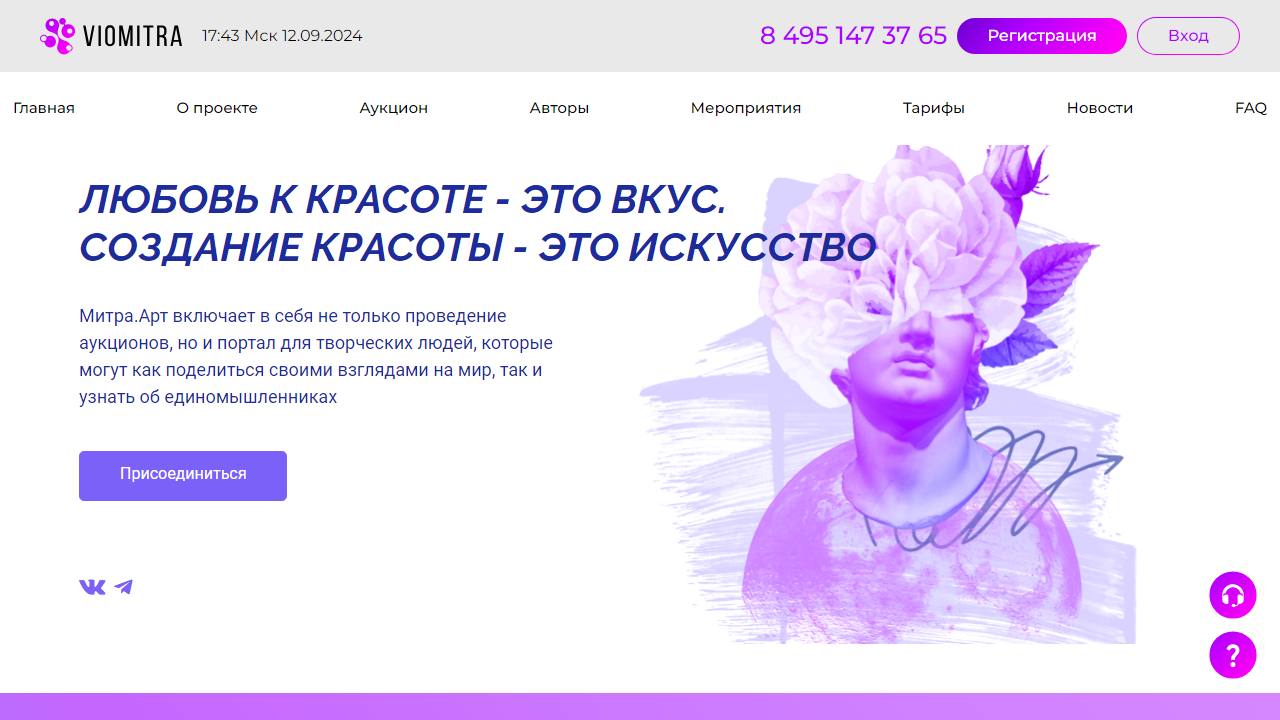 VIOMITRA
17:43 Мск 12.09.2024
8 495 147 37 65
Регистрация
Вход
Главная
О проекте
Аукцион
Авторы
Мероприятия
Тарифы
Новости
FAQ
ЛЮБОВЬ К КРАСОТЕ - ЭТО ВКУС.
СОЗДАНИЕ КРАСОТЫ - ЭТО ИСКУССТВО
Митра.Арт включает в себя не только проведение
аукционов, но и портал для творческих людей, которые
могут как поделиться своими взглядами на мир, так и
узнать об единомышленниках
Присоединиться
?